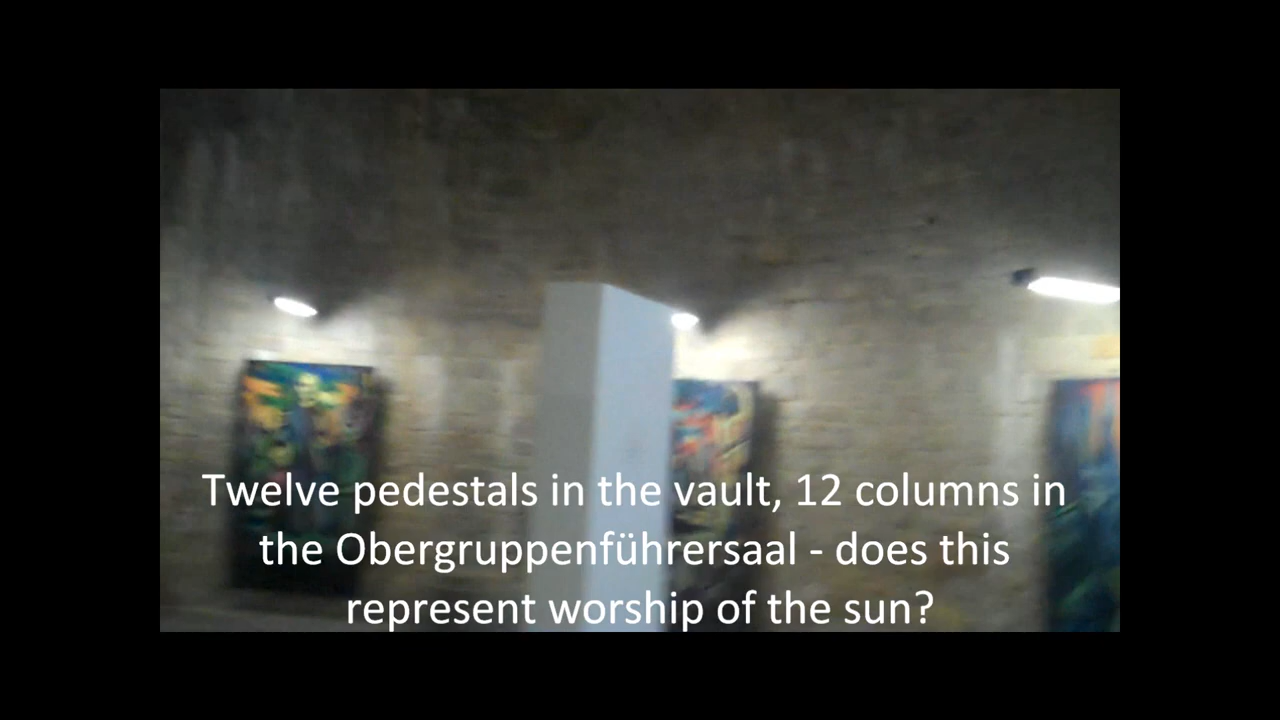 Twelve pedestals in the vault, 12 columns in
the Obergruppenführersaal - does this
represent worship of the sun?